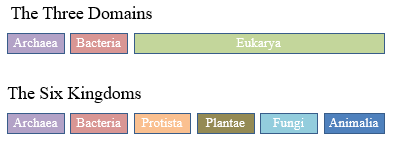 The Three Domains
Archaea Bacteria Eukarya
The Six Kingdoms
Archaea Bacteria Protista Plantae Fungi Animalia